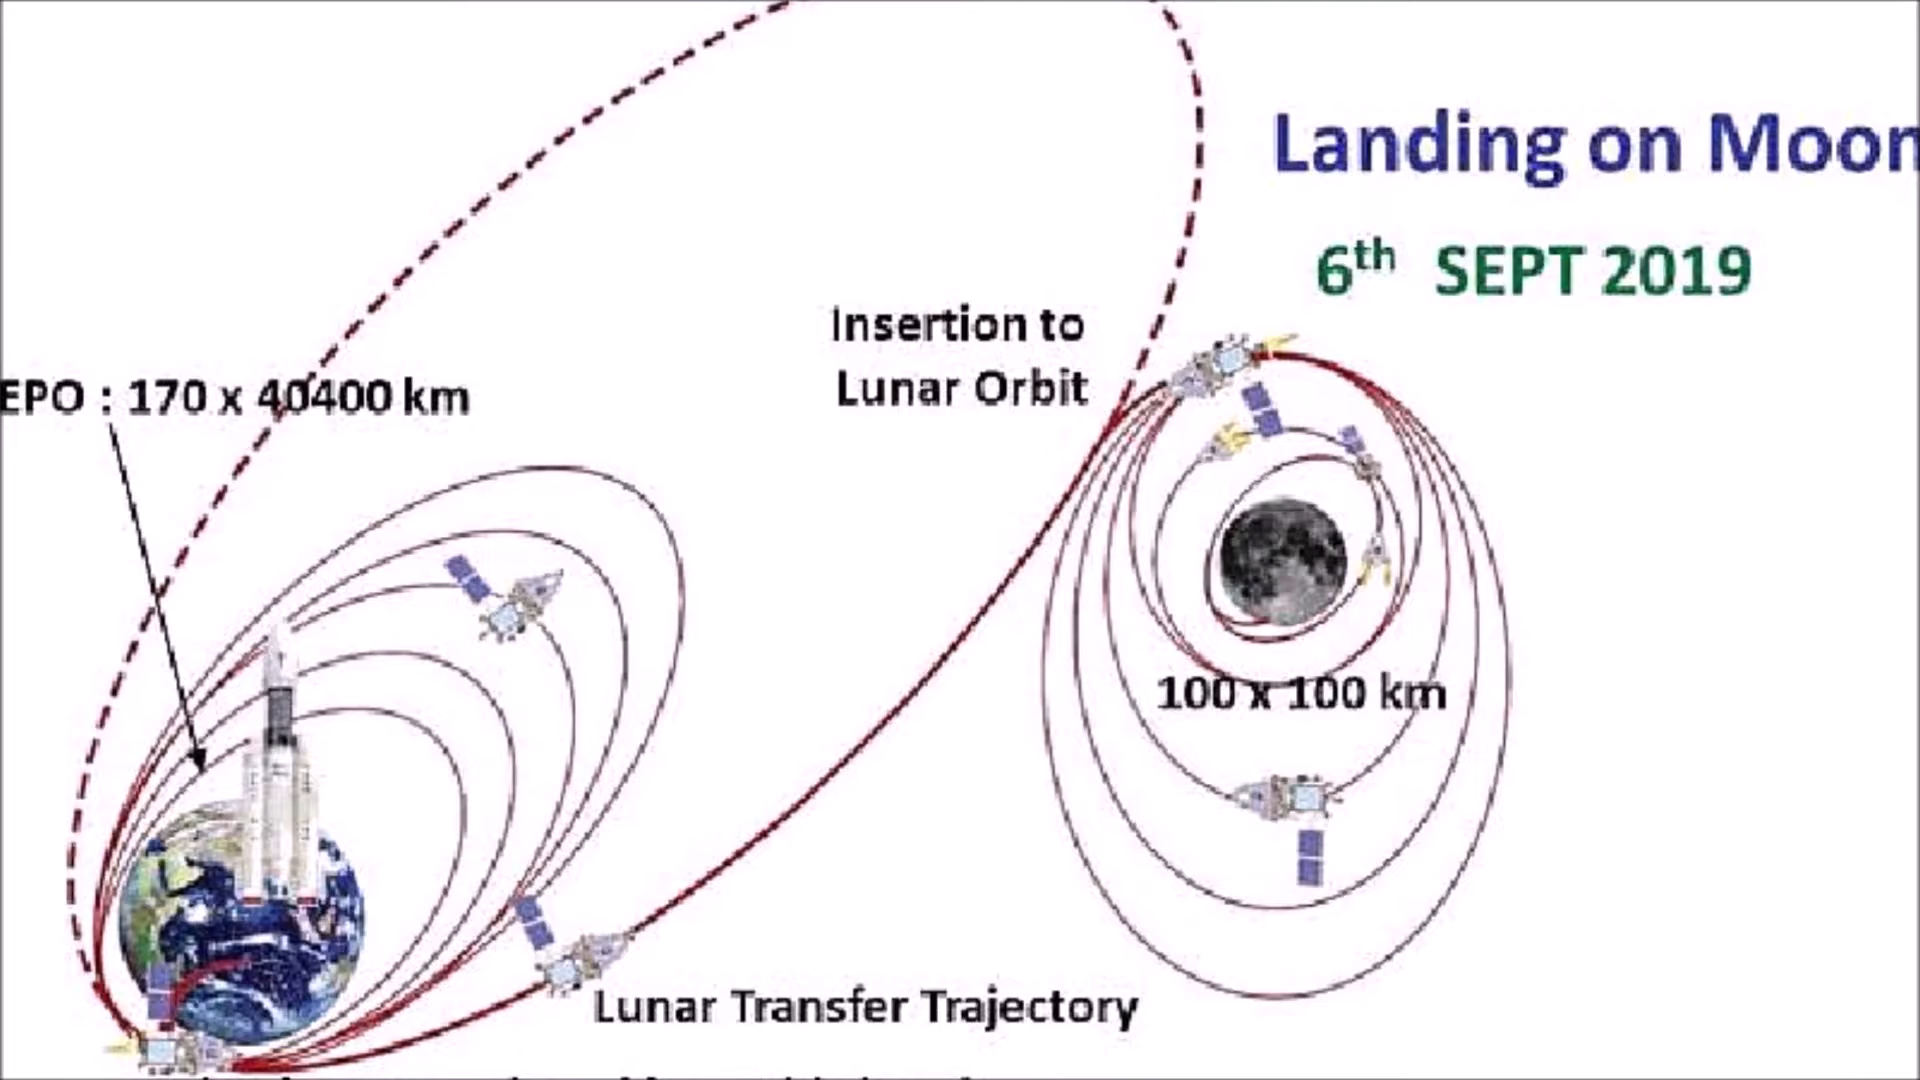 Landing on Moon
6th SEPT 2019
Insertion to
Lunar Orbit
EPO : 170 x 40400 km
100 x 100 km
Lunar Transfer Trajectory